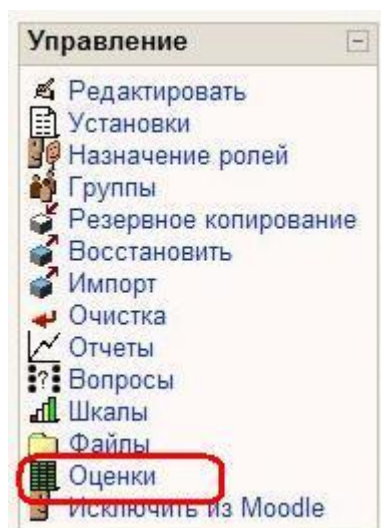 Управление
Редактировать
Установки
Назначение ролей
Группы
Резервное копирование
Восстановить
Импорт
Очистка
Отчеты
Вопросы
Шкалы
Файлы
Оценки
Исключить из Moodle